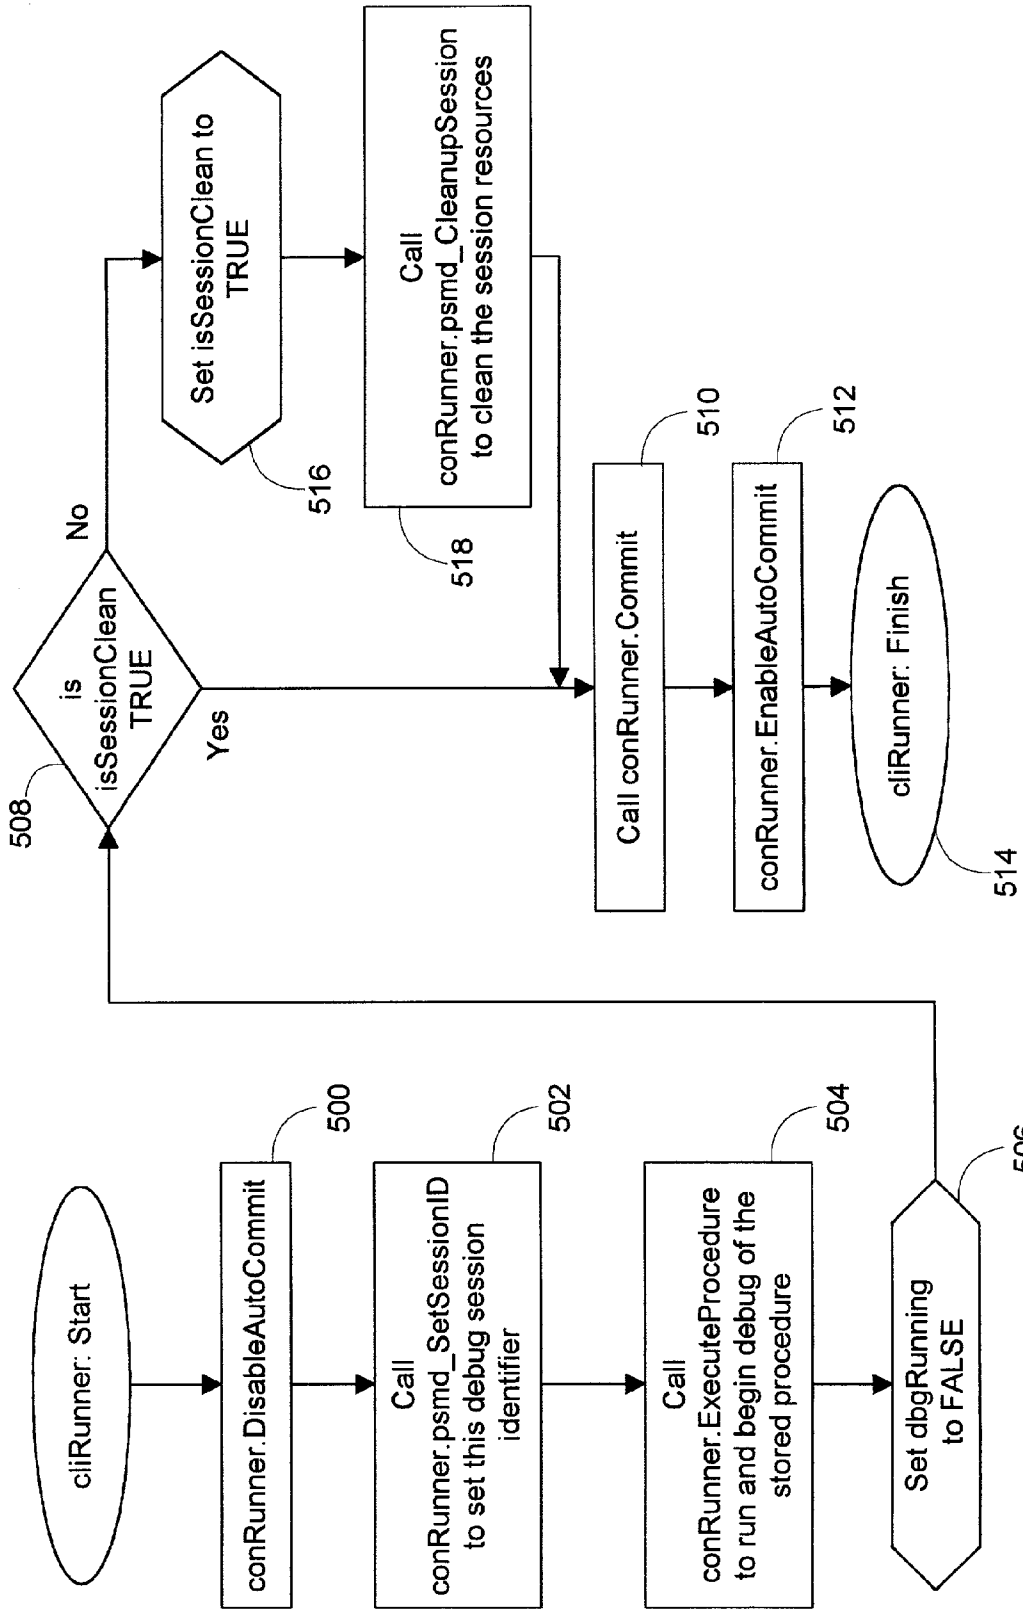 cliRunner: Start
conRunner.DisableAutoCommit
500
Call
conRunner.psmd_SetSessionID
to set this debug session
identifier
502
Call
conRunner.ExecuteProcedure
to run and begin debug of the
stored procedure
504
Set dbgRunning
to FALSE
506
508
is
isSessionClean
TRUE
No
Yes
Set isSessionClean to
TRUE
516
Call
conRunner.psmd_CleanupSession
to clean the session resources
518
Call conRunner.Commit
510
conRunner.EnableAutoCommit
512
cliRunner: Finish
514